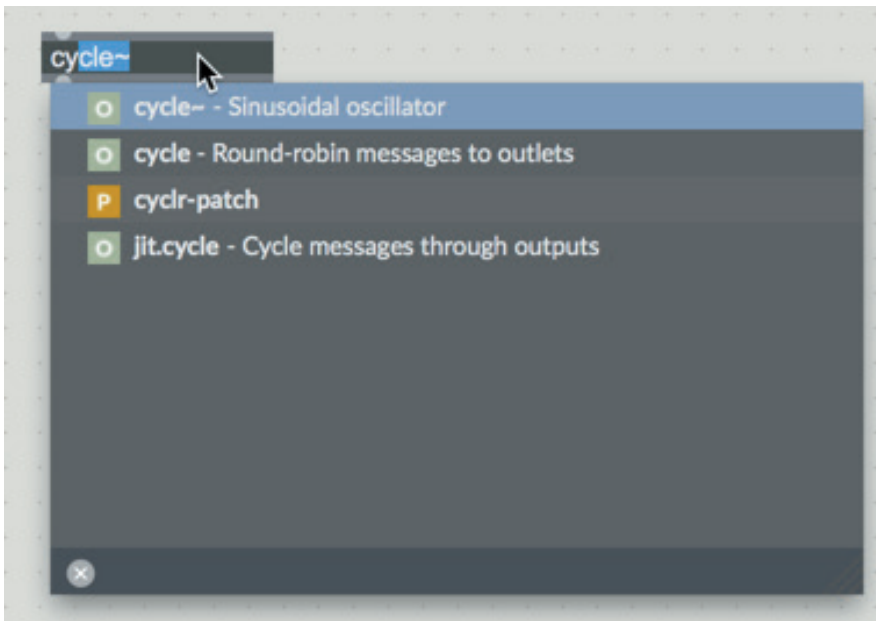 cycle~
O cycle~ - Sinusoidal oscillator
O cycle - Round-robin messages to outlets
P cyclr-patch
O jit.cycle - Cycle messages through outputs